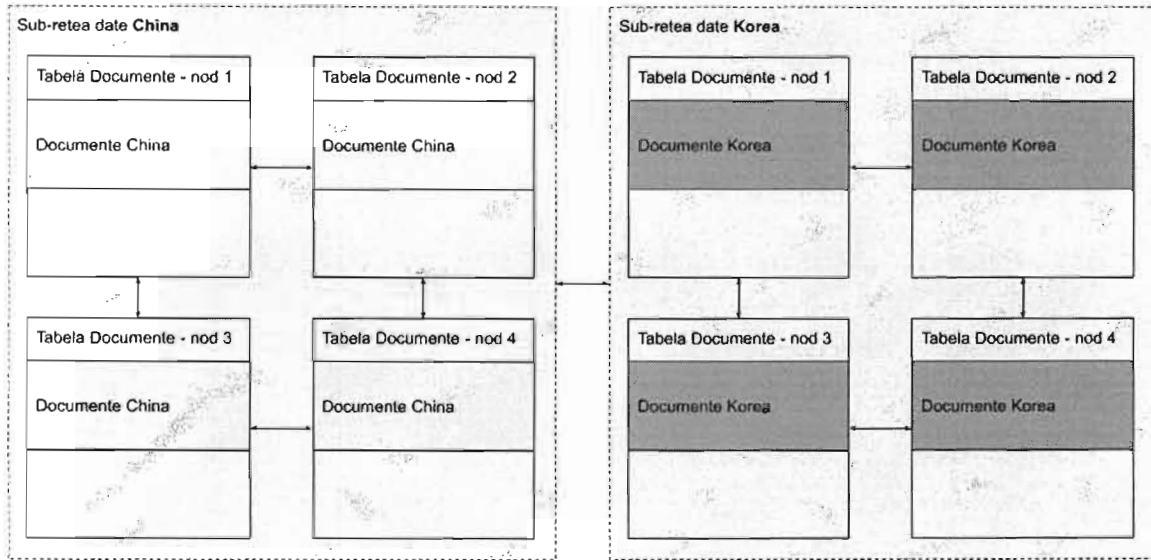 Sub-retea date China
Tabela Documente - nod 1
Tabela Documente - nod 2
Documente China
Documente China
Tabela Documente - nod 3
Tabela Documente - nod 4
Documente China
Documente China
Sub-retea date Korea
Tabela Documente - nod 1
Tabela Documente - nod 2
Documente Korea
Documente Korea
Tabela Documente - nod 3
Tabela Documente - nod 4
Documente Korea
Documente Korea